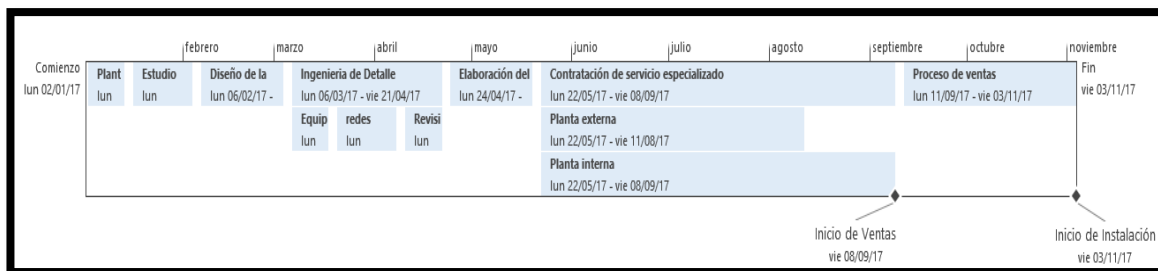 febrero marzo abril mayo junio julio agosto septiembre octubre noviembre
Comienzo
lun 02/01/17
Plant
lun
Estudio
lun
Diseño de la
lun 06/02/17 -
Ingenieria de Detalle
lun 06/03/17 - vie 21/04/17
Elaboración del
lun 24/04/17 -
Contratación de servicio especializado
lun 22/05/17 - vie 08/09/17
Proceso de ventas
lun 11/09/17 - vie 03/11/17
Fin
vie 03/11/17
Equip
lun
redes
lun
Revisi
lun
Planta externa
lun 22/05/17 - vie 11/08/17
Planta interna
lun 22/05/17 - vie 08/09/17
Inicio de Ventas
vie 08/09/17
Inicio de Instalación
vie 03/11/17